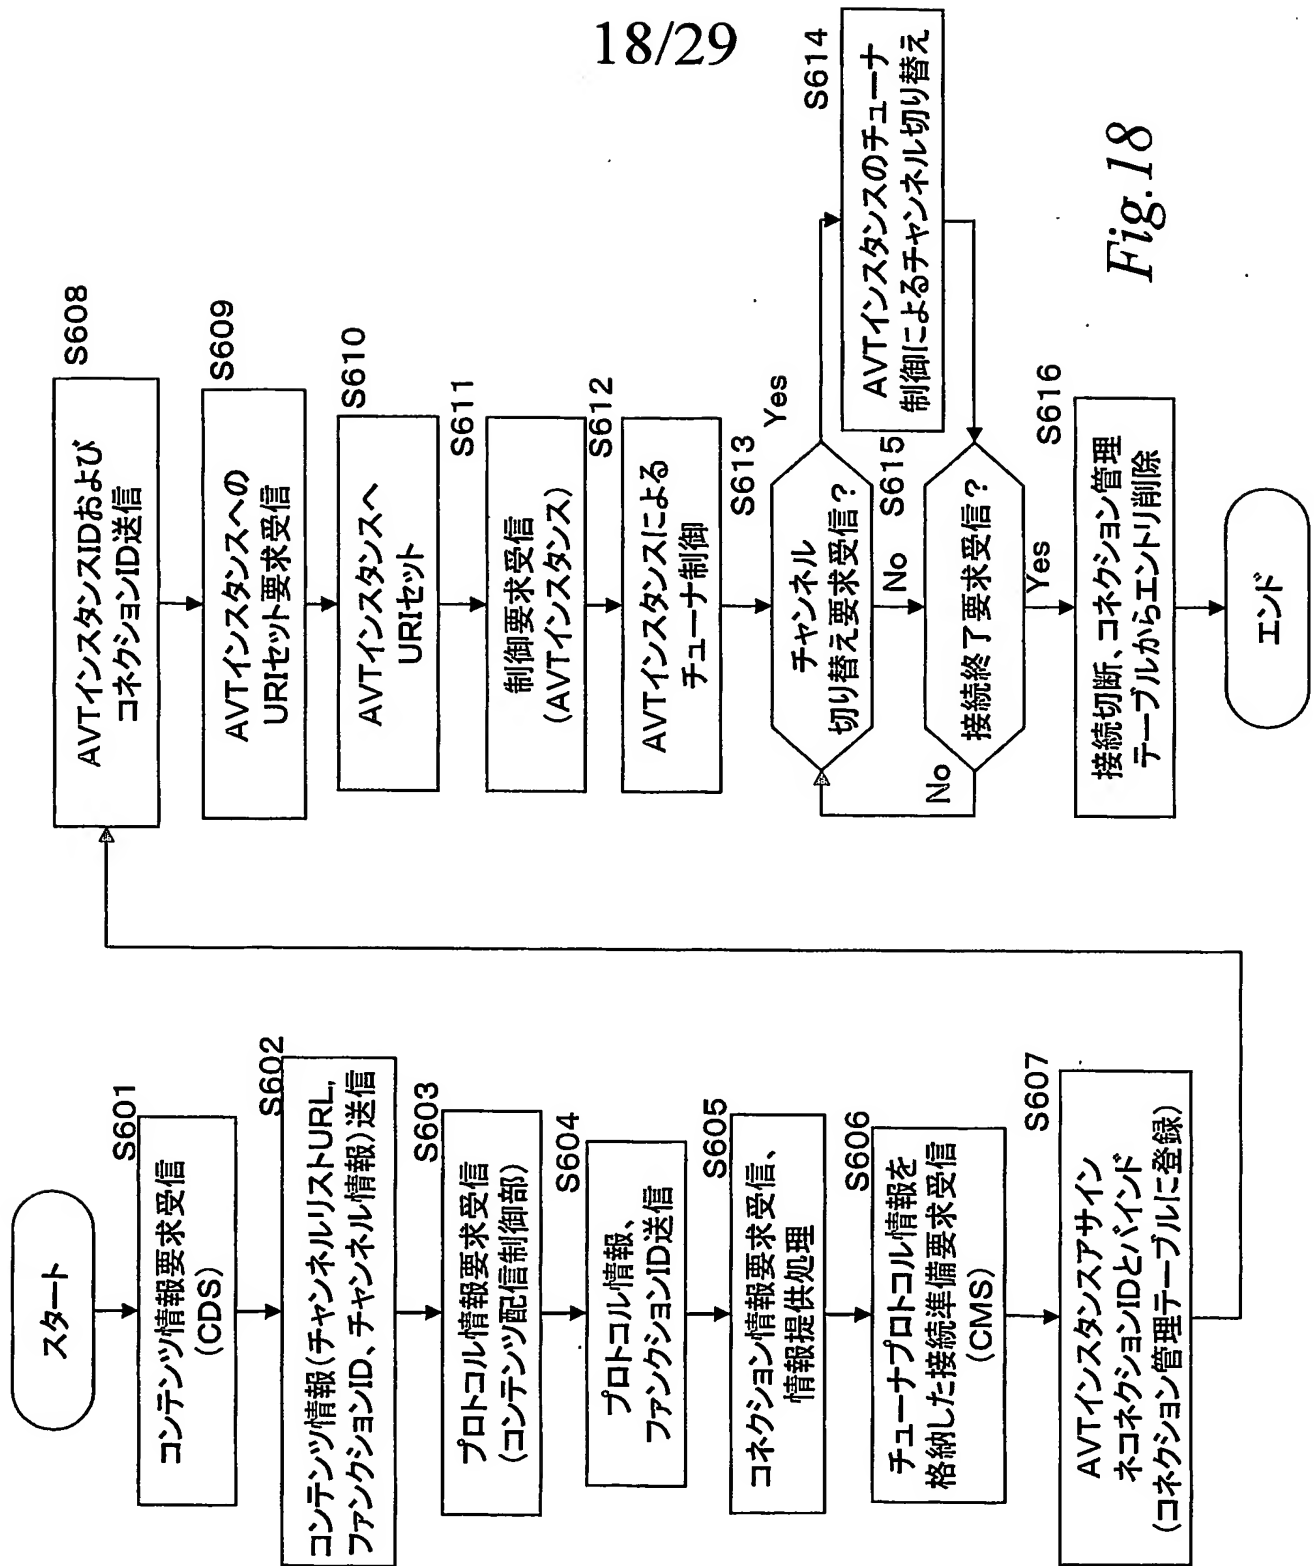 18/29
スタート
S601
コンテンツ情報要求受信
(CDS)
S602
コンテンツ情報(チャンネルリストURL,
ファンクションID、チャンネル情報)送信
S603
プロトコル情報要求受信
(コンテンツ配信制御部)
S604
プロトコル情報、
ファンクションID送信
S605
コネクション情報要求受信、
情報提供処理
S606
チューナプロトコル情報を
格納した接続準備要求受信
(CMS)
S607
AVTインスタンスアサイン
ネコネクションIDとバインド
(コネクション管理テーブルに登録)
S608
AVTインスタンスIDおよび
コネクションID送信
S609
AVTインスタンスへの
URIセット要求受信
S610
AVTインスタンスへ
URIセット
S611
制御要求受信
(AVTインスタンス)
S612
AVTインスタンスによる
チューナ制御
S613
チャンネル
切り替え要求受信?
Yes
No
S614
AVTインスタンスのチューナ
制御によるチャンネル切り替え
S615
接続終了要求受信?
No
Yes
S616
接続切断、コネクション管理
テーブルからエントリ削除
エンド
Fig.18